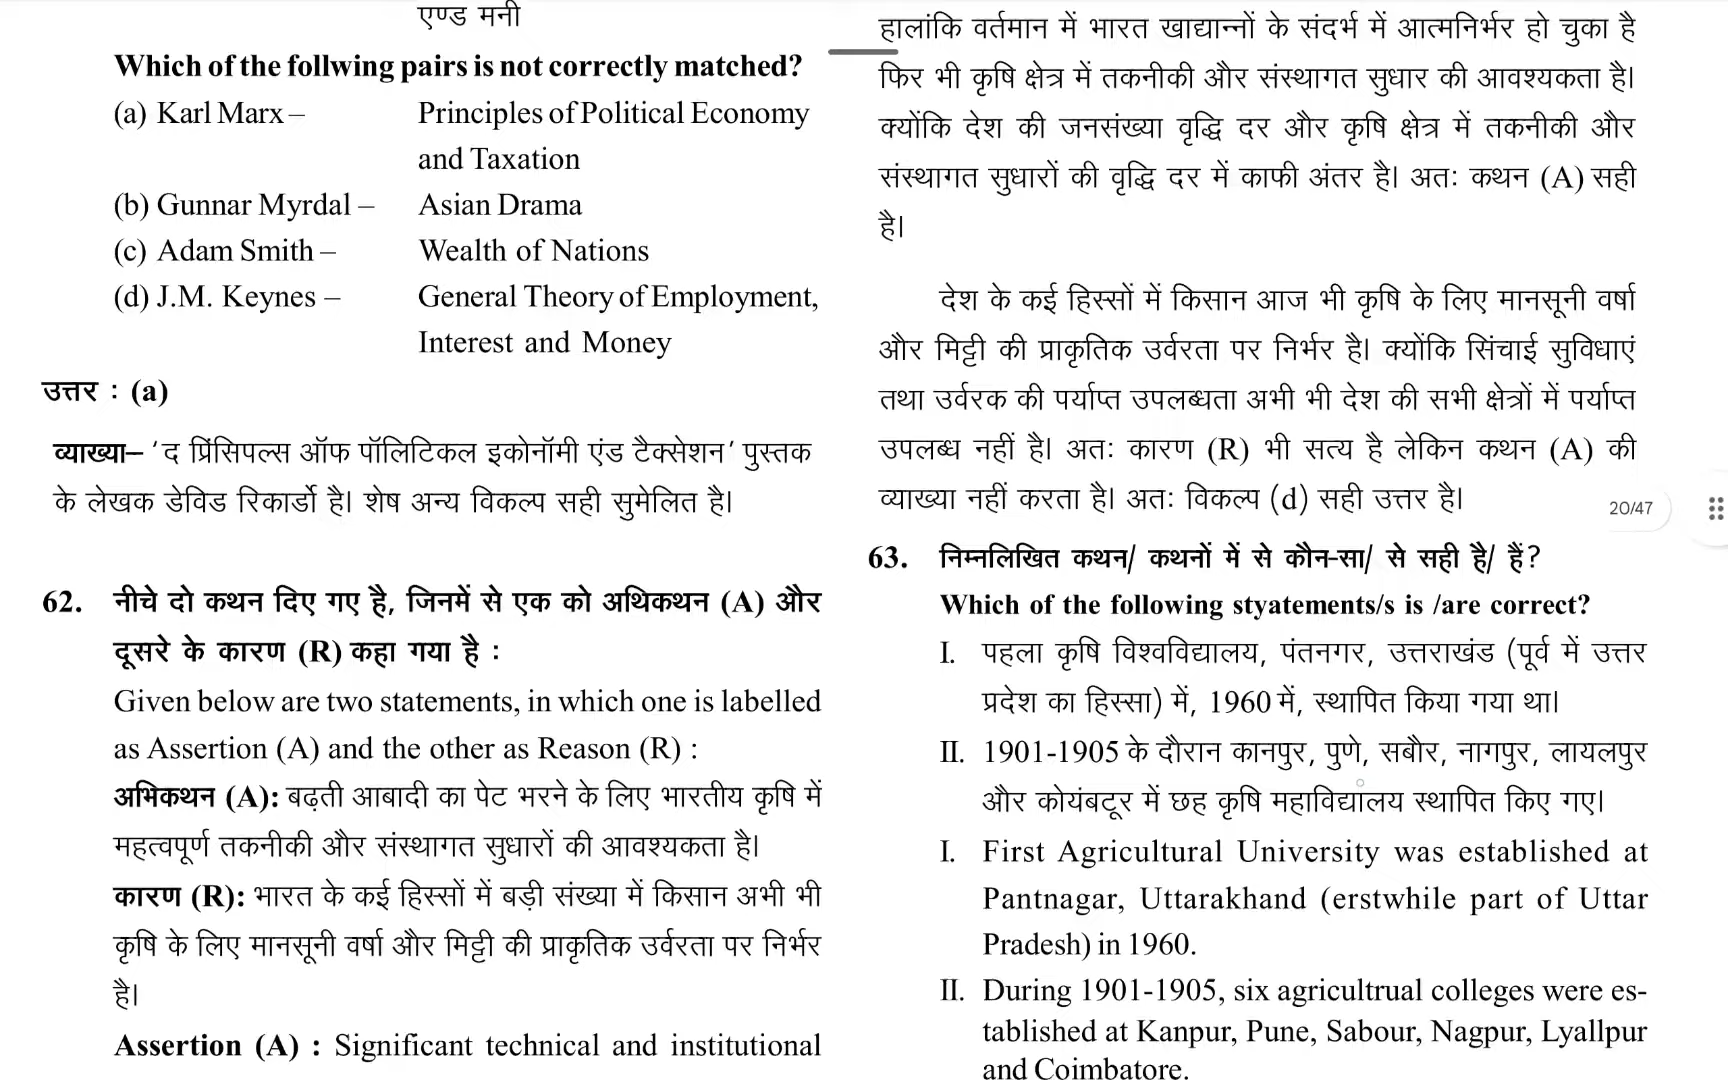 एण्ड मनी
Which of the follwing pairs is not correctly matched?
(a) Karl Marx – Principles of Political Economy
and Taxation
(b) Gunnar Myrdal – Asian Drama
(c) Adam Smith – Wealth of Nations
(d) J.M. Keynes – General Theory of Employment,
Interest and Money
उत्तर : (a)
व्याख्या– ‘द प्रिंसिपल्स ऑफ पॉलिटिकल इकोनॉमी एंड टैक्सेशन’ पुस्तक
के लेखक डेविड रिकार्डो है। शेष अन्य विकल्प सही सुमेलित है।
62. नीचे दो कथन दिए गए है, जिनमें से एक को अभिकथन (A) और
दूसरे के कारण (R) कहा गया है :
Given below are two statements, in which one is labelled
as Assertion (A) and the other as Reason (R) :
अभिकथन (A): बढ़ती आबादी का पेट भरने के लिए भारतीय कृषि में
महत्वपूर्ण तकनीकी और संस्थागत सुधारों की आवश्यकता है।
कारण (R): भारत के कई हिस्सों में बड़ी संख्या में किसान अभी भी
कृषि के लिए मानसूनी वर्षा और मिट्टी की प्राकृतिक उर्वरता पर निर्भर
है।
Assertion (A) : Significant technical and institutional
हालांकि वर्तमान में भारत खाद्यान्नों के संदर्भ में आत्मनिर्भर हो चुका है
फिर भी कृषि क्षेत्र में तकनीकी और संस्थागत सुधार की आवश्यकता है।
क्योंकि देश की जनसंख्या वृद्धि दर और कृषि क्षेत्र में तकनीकी और
संस्थागत सुधारों की वृद्धि दर में काफी अंतर है। अतः कथन (A) सही
है।
देश के कई हिस्सों में किसान आज भी कृषि के लिए मानसूनी वर्षा
और मिट्टी की प्राकृतिक उर्वरता पर निर्भर है। क्योंकि सिंचाई सुविधाएं
तथा उर्वरक की पर्याप्त उपलब्धता अभी भी देश की सभी क्षेत्रों में पर्याप्त
उपलब्ध नहीं है। अतः कारण (R) भी सत्य है लेकिन कथन (A) की
व्याख्या नहीं करता है। अतः विकल्प (d) सही उत्तर है।
20/47
63. निम्नलिखित कथन/ कथनों में से कौन-सा/ से सही है/ हैं?
Which of the following styatements/s is /are correct?
I. पहला कृषि विश्वविद्यालय, पंतनगर, उत्तराखंड (पूर्व में उत्तर
प्रदेश का हिस्सा) में, 1960 में, स्थापित किया गया था।
II. 1901-1905 के दौरान कानपुर, पुणे, सबौर, नागपुर, लायलपुर
और कोयंबटूर में छह कृषि महाविद्यालय स्थापित किए गए।
I. First Agricultural University was established at
Pantnagar, Uttarakhand (erstwhile part of Uttar
Pradesh) in 1960.
II. During 1901-1905, six agricultrual colleges were es-
tablished at Kanpur, Pune, Sabour, Nagpur, Lyallpur
and Coimbatore.